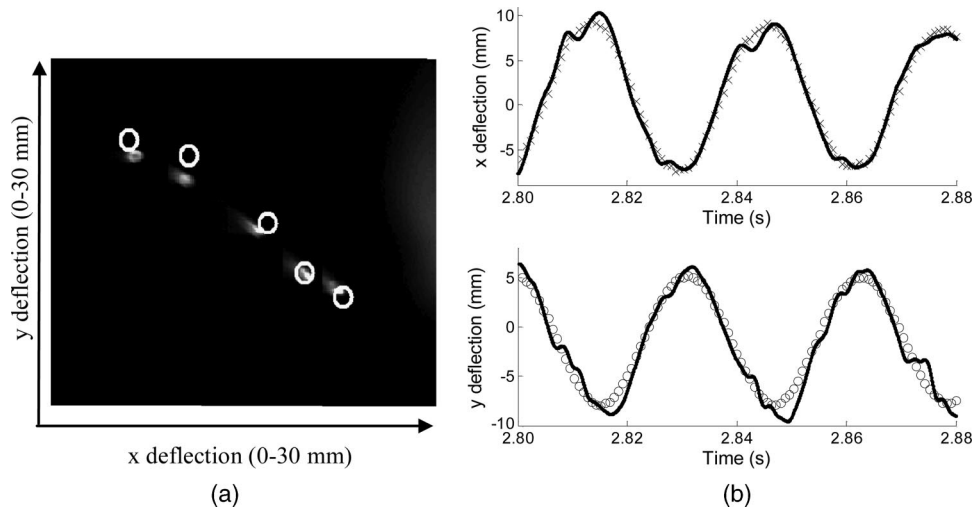 (a)
y deflection (0-30 mm)
x deflection (0-30 mm)
(b)
x deflection (mm)
10
5
0
-5
2.80 2.82 2.84 2.86 2.88
Time (s)
y deflection (mm)
5
0
-5
-10
2.80 2.82 2.84 2.86 2.88
Time (s)
(a)
(b)